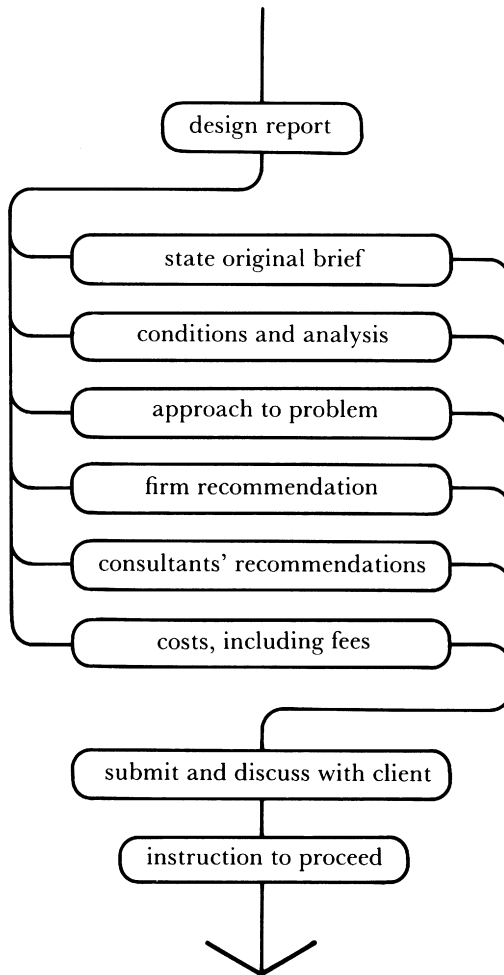 design report
state original brief
conditions and analysis
approach to problem
firm recommendation
consultants’ recommendations
costs, including fees
submit and discuss with client
instruction to proceed